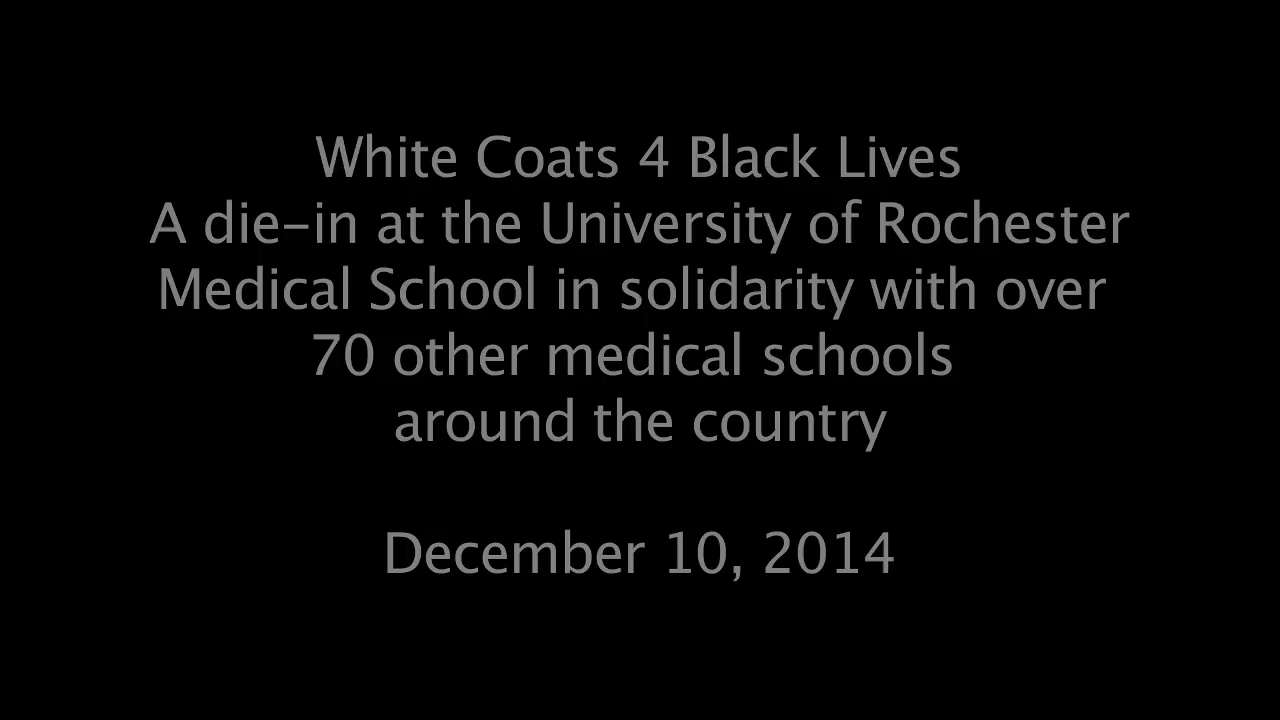 White Coats 4 Black Lives
A die-in at the University of Rochester
Medical School in solidarity with over
70 other medical schools
around the country
December 10, 2014